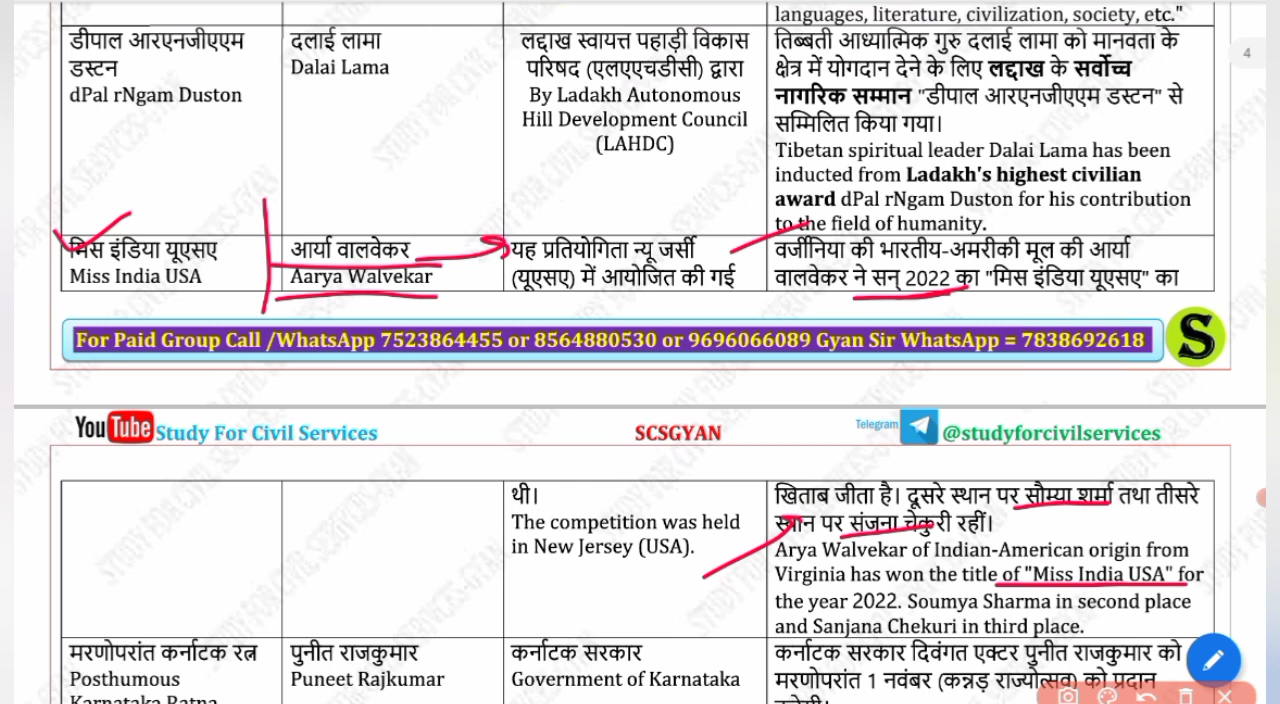 languages, literature, civilization, society, etc."
डीपाल आरएनजीएएम
डस्टन
dPal rNgam Duston
दलाई लामा
Dalai Lama
लद्दाख स्वायत्त पहाड़ी विकास
परिषद (एलएएचडीसी) द्वारा
By Ladakh Autonomous
Hill Development Council
(LAHDC)
तिब्बती आध्यात्मिक गुरु दलाई लामा को मानवता के
क्षेत्र में योगदान देने के लिए लद्दाख के सर्वोच्च
नागरिक सम्मान "डीपाल आरएनजीएएम डस्टन" से
सम्मिलित किया गया।
Tibetan spiritual leader Dalai Lama has been
inducted from Ladakh's highest civilian
award dPal rNgam Duston for his contribution
to the field of humanity.
4
मिस इंडिया यूएसए
Miss India USA
आर्या वालवेकर
Aarya Walvekar
यह प्रतियोगिता न्यू जर्सी
(यूएसए) में आयोजित की गई
वर्जीनिया की भारतीय-अमरीकी मूल की आर्या
वालवेकर ने सन् 2022 का "मिस इंडिया यूएसए" का
For Paid Group Call /WhatsApp 7523864455 or 8564880530 or 9696066089 Gyan Sir WhatsApp = 7838692618
S
YouTube Study For Civil Services
SCSGYAN
Telegram @studyforcivilservices
थी।
The competition was held
in New Jersey (USA).
खिताब जीता है। दूसरे स्थान पर सौम्या शर्मा तथा तीसरे
स्थान पर संजना चेकुरी रहीं।
Arya Walvekar of Indian-American origin from
Virginia has won the title of "Miss India USA" for
the year 2022. Soumya Sharma in second place
and Sanjana Chekuri in third place.
मरणोपरांत कर्नाटक रत्न
Posthumous
Karnataka Ratna
पुनीत राजकुमार
Puneet Rajkumar
कर्नाटक सरकार
Government of Karnataka
कर्नाटक सरकार दिवंगत एक्टर पुनीत राजकुमार को
मरणोपरांत 1 नवंबर (कन्नड़ राज्योत्सव) को प्रदान